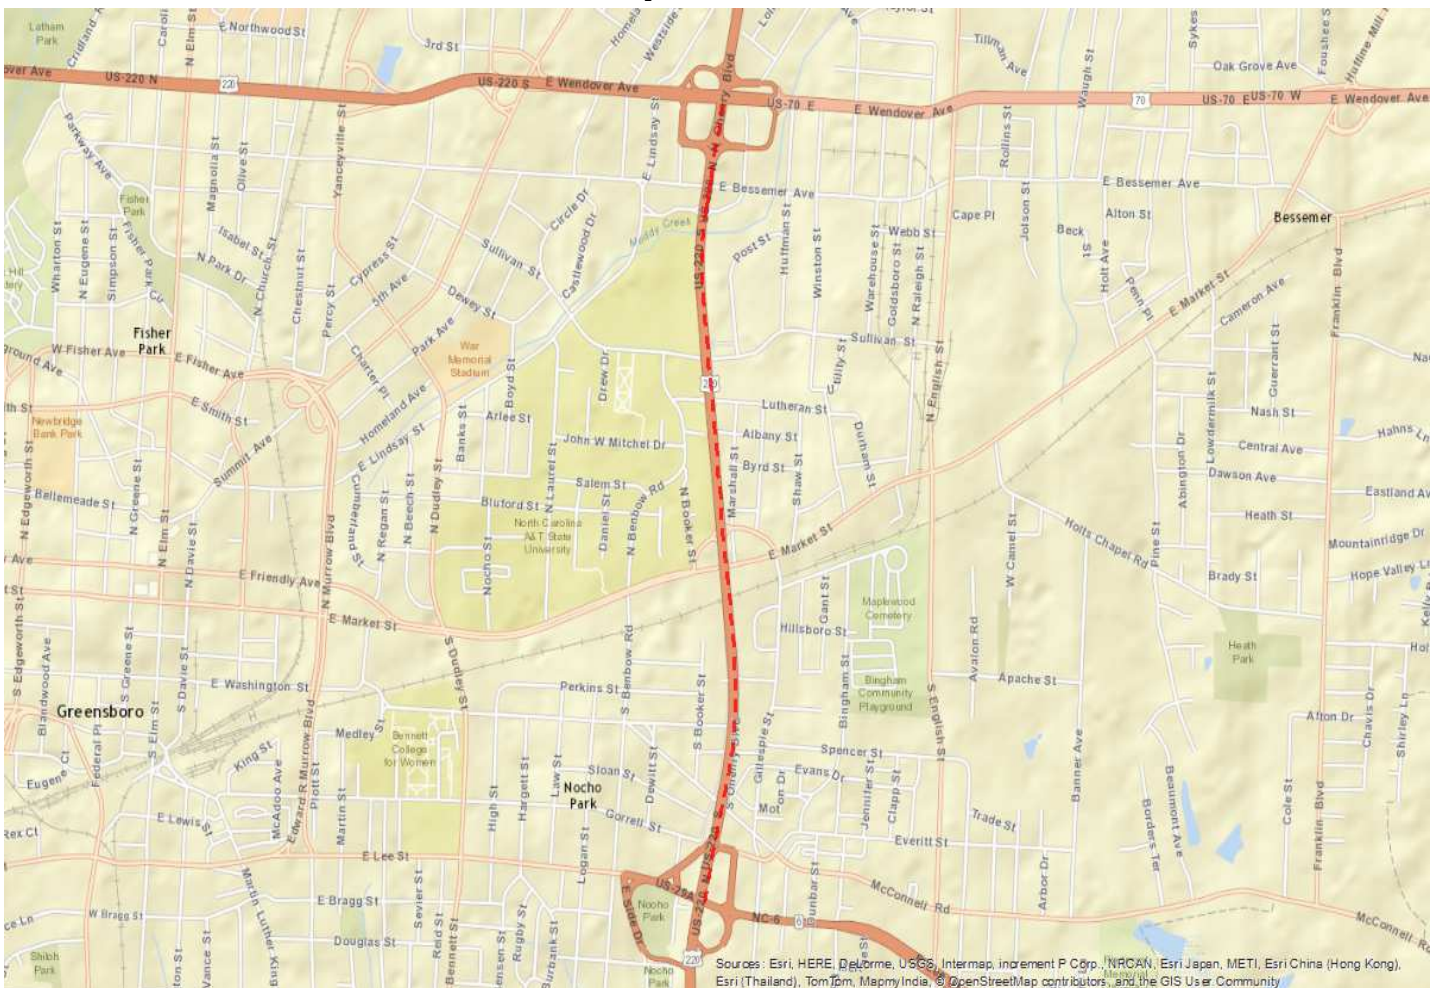 Latham
Park
Cridland
N Elm St
E Northwood St
3rd St
Tillman Ave
Waugh St
Oak Grove Ave
Huffine Mill
US-220 N
220
US-220 S
E Wendover Ave
US-70 E
E Wendover Ave
70
US-70 E
US-70 W
E Wendover Ave
Parkway Ave
Magnolia St
Olive St
Yanceyville St
E Lindsay St
Rollins St
E Bessemer Ave
E Bessemer Ave
Fisher
Park
Circle Dr
Castlewood Dr
Muddy Creek
Cape Pl
Jolson St
Alton St
Beck
St
Bessemer
Wharton St
N Eugene St
Simpson St
Fisher Park Cir
Isabel St
N Park Dr
N Church St
Chestnut St
Percy St
Cypress St
5th Ave
Sullivan St
Dewey St
US-220 S
Post St
Huffman St
Winston St
Warehouse St
Goldsboro St
N Raleigh St
Webb St
Holt Ave
Penn Pl
E Market St
Cameron Ave
Franklin Blvd
Fisher
Park
W Fisher Ave
E Fisher Ave
Charter Pl
Park Ave
War
Memorial
Stadium
Boyd St
Drew Dr
Sullivan St
Utility St
N English St
Guerrant St
Lowdermilk St
Newbridge
Bank Park
E Smith St
Summit Ave
Homeland Ave
E Lindsay St
Banks St
Arlee St
John W Mitchel Dr
Lutheran St
Albany St
Byrd St
Marshall St
Shaw St
Durham St
Nash St
Central Ave
Dawson Ave
Hahns Ln
Abington Dr
N Edgeworth St
Bellemeade St
N Greene St
N Elm St
N Davie St
N Murrow Blvd
Cumberland St
N Regan St
N Beech St
N Dudley St
Bluford St
N Laurel St
Salem St
Daniel St
N Benbow Rd
N Booker St
North Carolina
A&T State
University
E Market St
W Camel St
Holts Chapel Rd
Pine St
Heath St
Eastland Av
Mountainridge Dr
Hope Valley Ln
Brady St
E Friendly Ave
E Market St
Nocho St
Gant St
Hillsboro St
Maplewood
Cemetery
Avalon Rd
Heath
Park
S Edgeworth St
Blandwood Ave
S Greene St
S Davie St
E Washington St
S Dudley St
Perkins St
S Benbow Rd
S Booker St
Bingham St
Bingham
Community
Playground
Apache St
Afton Dr
Chavis Dr
Shirley Ln
Greensboro
Federal Pl
S Elm St
Medley St
Bennett
College
for Women
King St
Edward R Murrow Blvd
S English St
Banner Ave
Gillespie St
Spencer St
Evans Dr
Eugene Ct
McAdoo Ave
Plott St
Martin St
High St
Hargett St
Law St
Sloan St
Dewitt St
Nocho
Park
Gorrell St
Jennifer St
Clapp St
Trade St
Everitt St
Borders Ter
Beaumont Ave
Cole St
Franklin Blvd
Rex Ct
E Lewis St
E Lee St
Logan St
US-29A
McConnell Rd
Arbor Dr
McConnell Rd
W Bragg St
E Bragg St
Sevier St
Reid St
Bennett St
Rugby St
Nocho
Park
E Side Dr
NC-6
6
Dunbar St
Douglas St
Shiloh
Park
220
Nocho
Park
Sources: Esri, HERE, DeLorme, USGS, Intermap, increment P Corp., NRCAN, Esri Japan, METI, Esri China (Hong Kong),
Esri (Thailand), TomTom, MapmyIndia, © OpenStreetMap contributors, and the GIS User Community